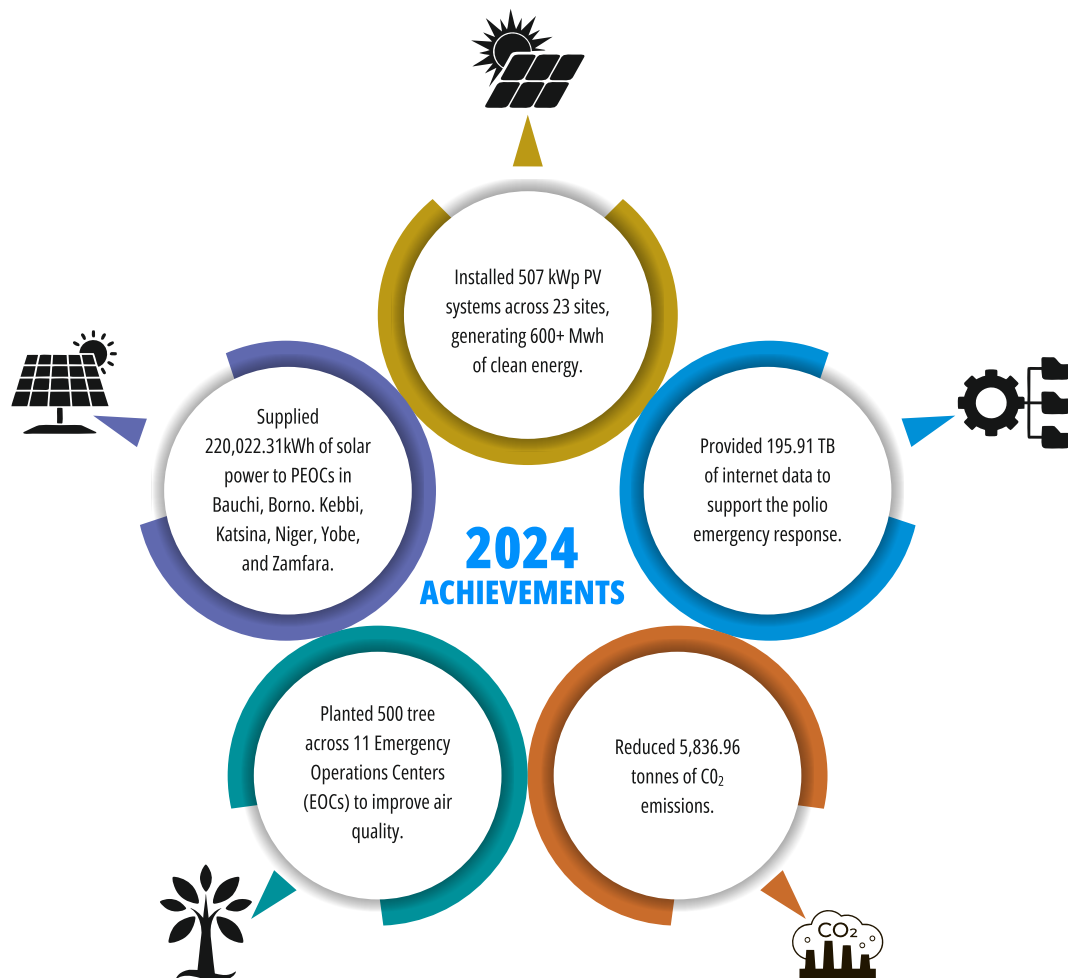 Installed 507 kWp PV
systems across 23 sites,
generating 600+ Mwh
of clean energy.
Supplied
220,022.31kWh of solar
power to PEOCs in
Bauchi, Borno. Kebbi,
Katsina, Niger, Yobe,
and Zamfara.
Provided 195.91 TB
of internet data to
support the polio
emergency response.
2024
ACHIEVEMENTS
Planted 500 tree
across 11 Emergency
Operations Centers
(EOCs) to improve air
quality.
Reduced 5,836.96
tonnes of C0₂
emissions.
CO₂